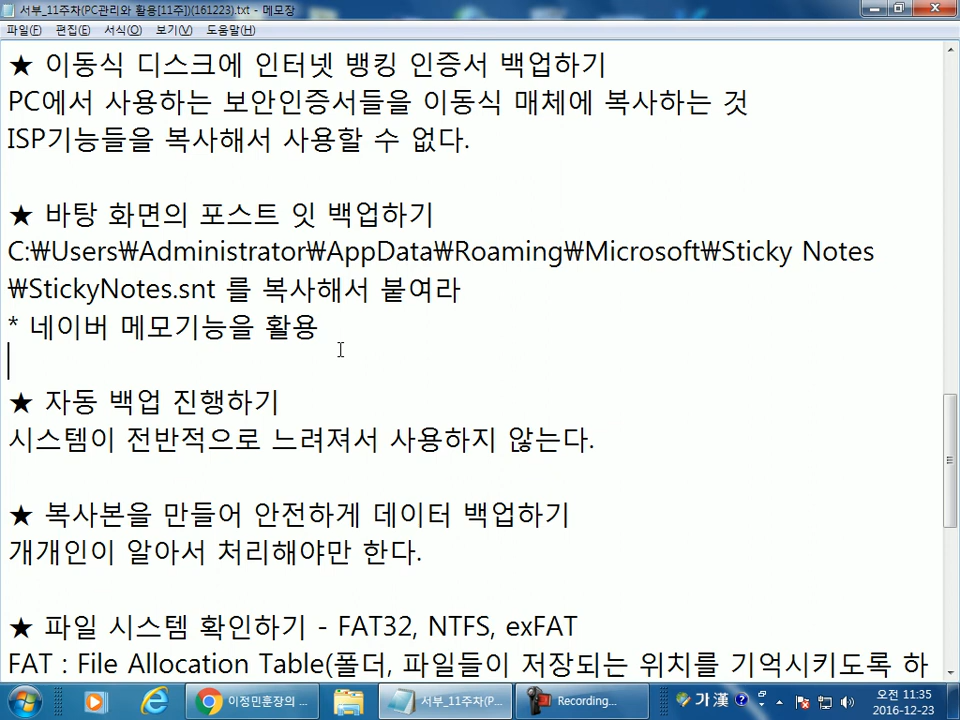 서부_11주차(PC관리와 활용[11주])(161223).txt - 메모장
파일(F) 편집(E) 서식(O) 보기(V) 도움말(H)
★ 이동식 디스크에 인터넷 뱅킹 인증서 백업하기
PC에서 사용하는 보안인증서들을 이동식 매체에 복사하는 것
ISP기능들을 복사해서 사용할 수 없다.
★ 바탕 화면의 포스트 잇 백업하기
C:₩Users₩Administrator₩AppData₩Roaming₩Microsoft₩Sticky Notes
₩StickyNotes.snt 를 복사해서 붙여라
* 네이버 메모기능을 활용
★ 자동 백업 진행하기
시스템이 전반적으로 느려져서 사용하지 않는다.
★ 복사본을 만들어 안전하게 데이터 백업하기
개개인이 알아서 처리해야만 한다.
★ 파일 시스템 확인하기 - FAT32, NTFS, exFAT
FAT : File Allocation Table(폴더, 파일들이 저장되는 위치를 기억시키도록 하
이정민훈장의 ... 서부_11주차(P... Recording... 가 漢 오전 11:35
2016-12-23